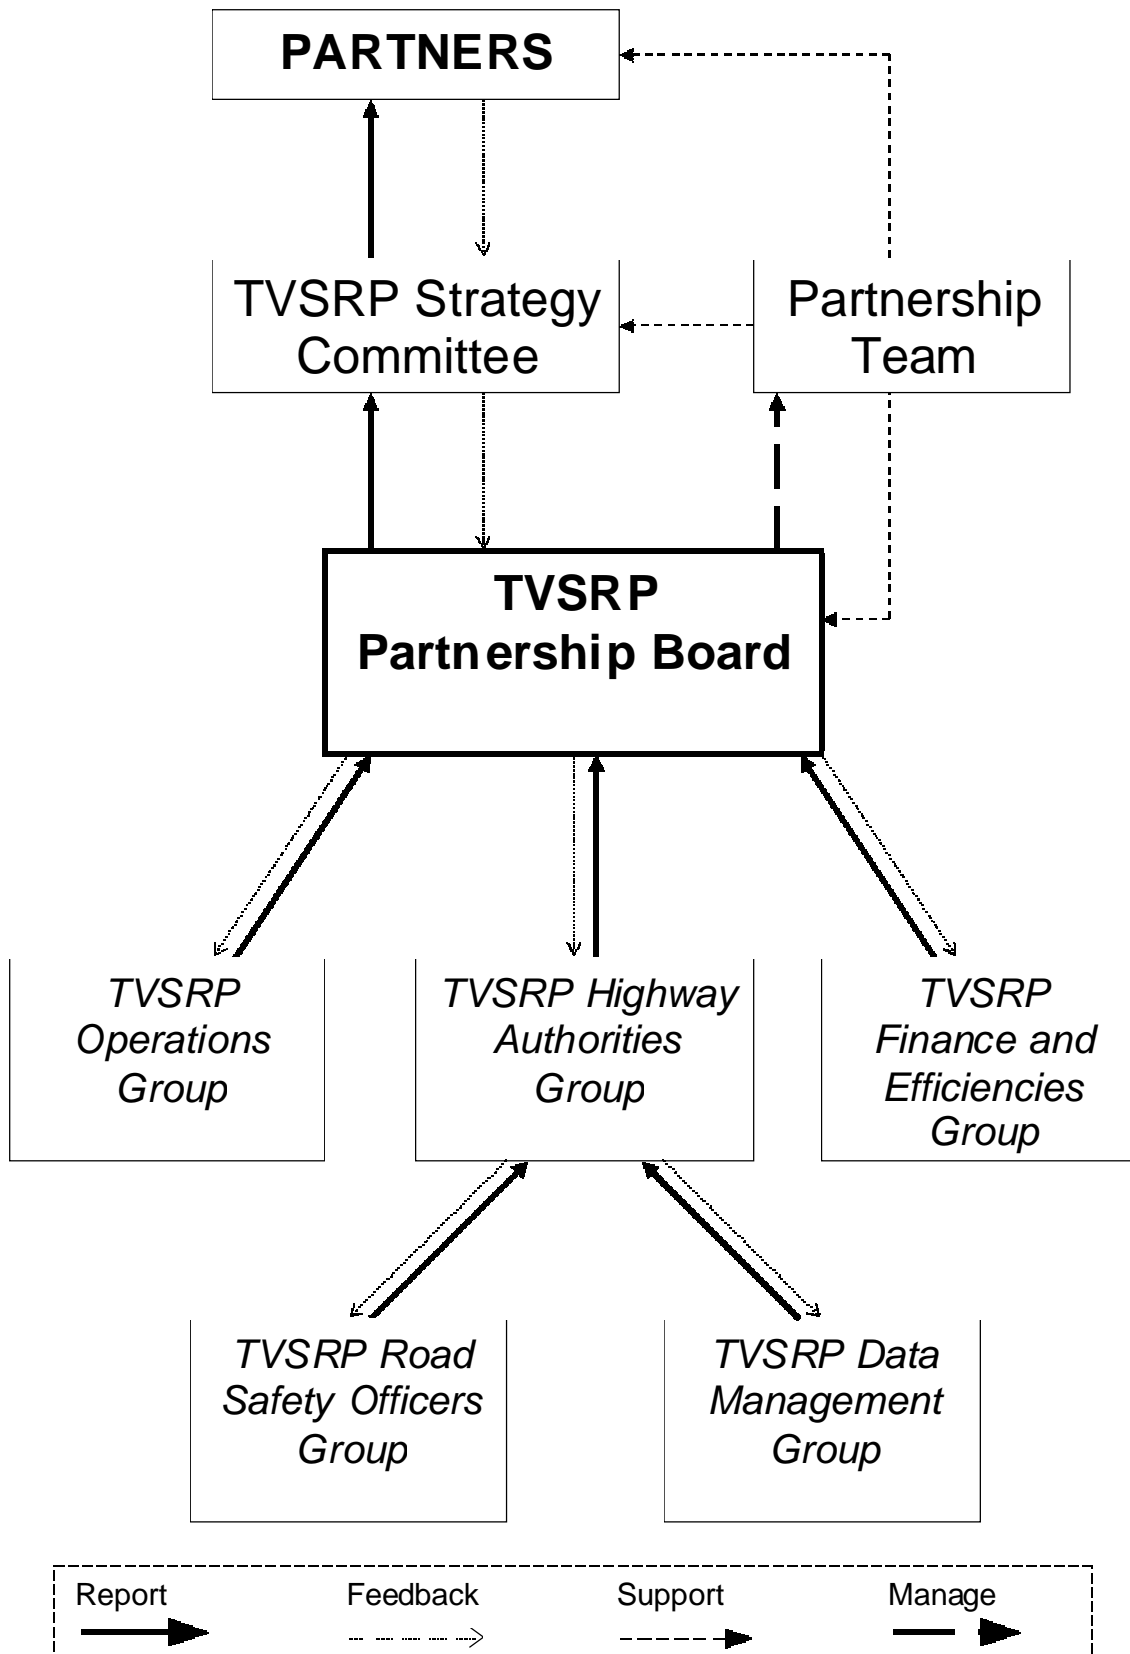 PARTNERS
TVSRP Strategy
Committee
Partnership
Team
TVSRP
Partnership Board
TVSRP
Operations
Group
TVSRP Highway
Authorities
Group
TVSRP
Finance and
Efficiencies
Group
TVSRP Road
Safety Officers
Group
TVSRP Data
Management
Group
Report Feedback Support Manage